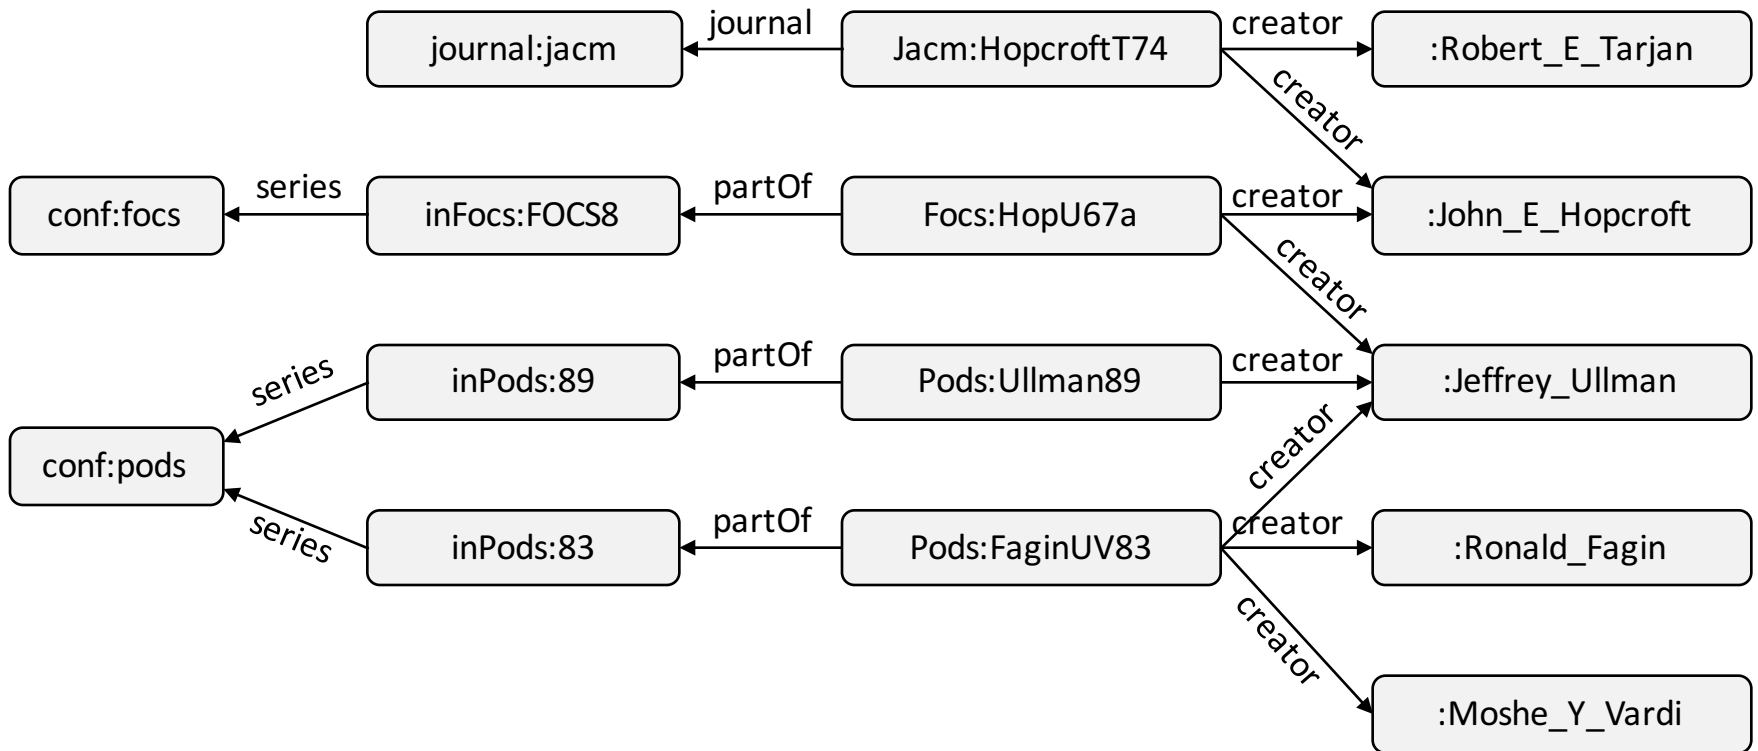 journal:jacm
journal
Jacm:HopcroftT74
creator
:Robert_E_Tarjan
creator
conf:focs
series
inFocs:FOCS8
partOf
Focs:HopU67a
creator
:John_E_Hopcroft
creator
series
inPods:89
partOf
Pods:Ullman89
creator
:Jeffrey_Ullman
conf:pods
creator
series
inPods:83
partOf
Pods:FaginUV83
creator
:Ronald_Fagin
creator
:Moshe_Y_Vardi